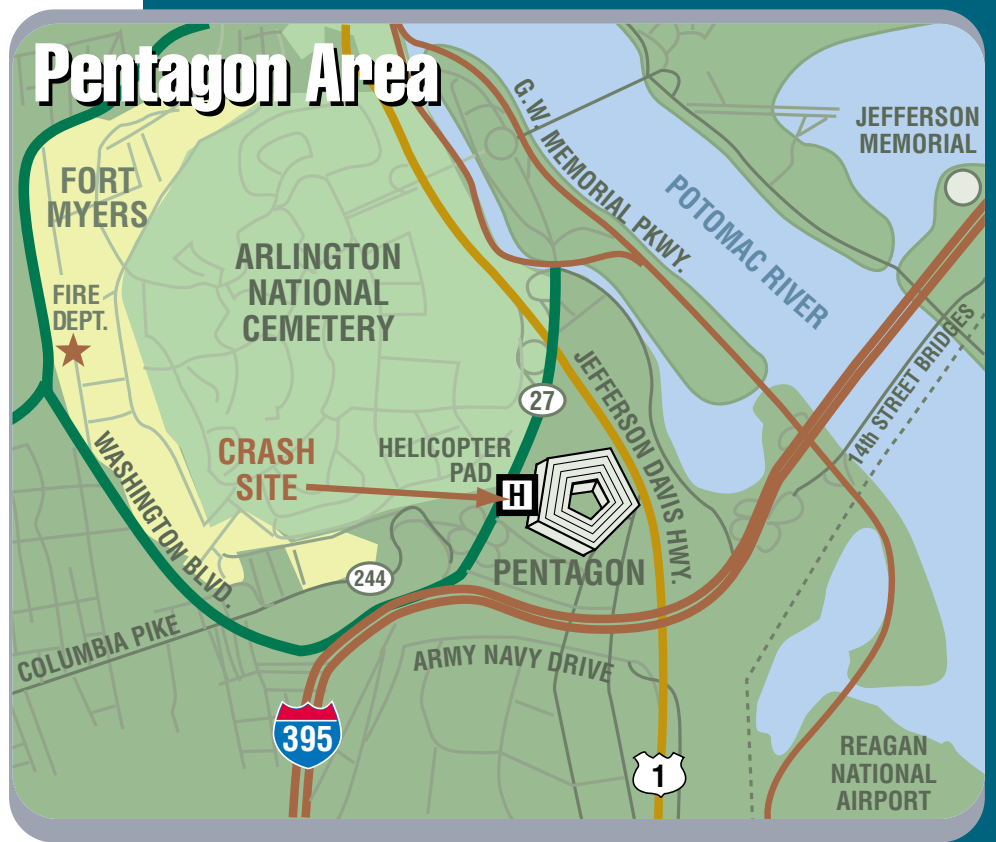 Pentagon Area
JEFFERSON
MEMORIAL
G.W. MEMORIAL PKWY.
POTOMAC RIVER
FORT
MYERS
ARLINGTON
NATIONAL
CEMETERY
FIRE
DEPT.
14th STREET BRIDGES
27
JEFFERSON DAVIS HWY.
WASHINGTON BLVD.
CRASH
SITE
HELICOPTER
PAD
H
PENTAGON
244
COLUMBIA PIKE
ARMY NAVY DRIVE
395
1
REAGAN
NATIONAL
AIRPORT